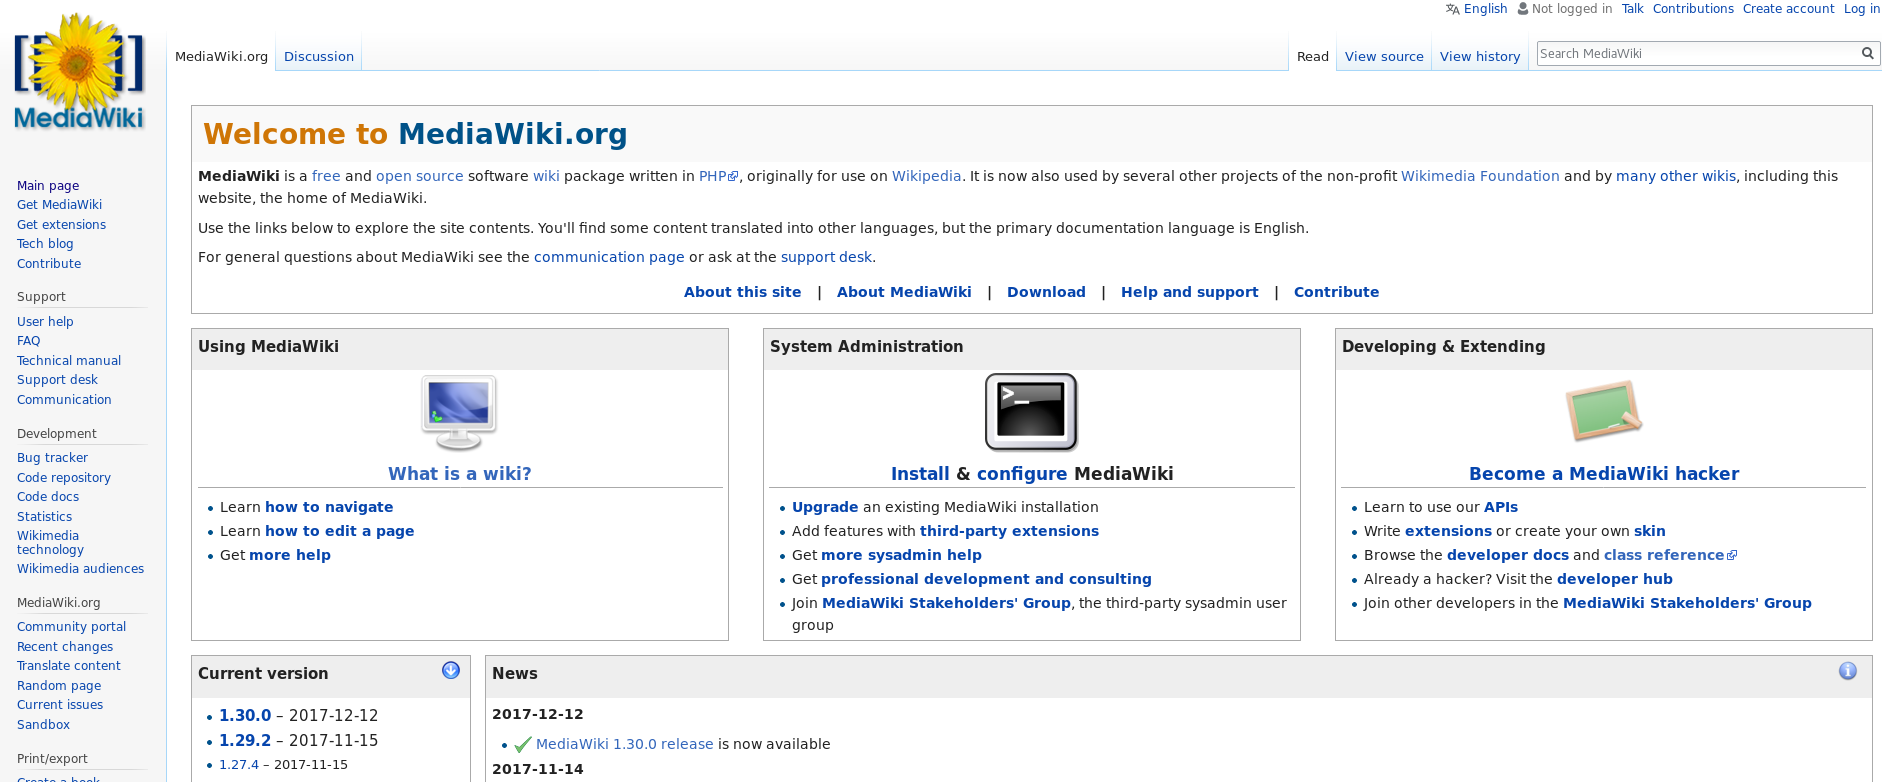 English Not logged in Talk Contributions Create account Log in
MediaWiki
MediaWiki.org Discussion Read View source View history Search MediaWiki
Main page
Get MediaWiki
Get extensions
Tech blog
Contribute
Support
User help
FAQ
Technical manual
Support desk
Communication
Development
Bug tracker
Code repository
Code docs
Statistics
Wikimedia
technology
Wikimedia audiences
MediaWiki.org
Community portal
Recent changes
Translate content
Random page
Current issues
Sandbox
Print/export
Create a book
Welcome to MediaWiki.org
MediaWiki is a free and open source software wiki package written in PHP, originally for use on Wikipedia. It is now also used by several other projects of the non-profit Wikimedia Foundation and by many other wikis, including this
website, the home of MediaWiki.
Use the links below to explore the site contents. You'll find some content translated into other languages, but the primary documentation language is English.
For general questions about MediaWiki see the communication page or ask at the support desk.
About this site | About MediaWiki | Download | Help and support | Contribute
Using MediaWiki
What is a wiki?
Learn how to navigate
Learn how to edit a page
Get more help
System Administration
>_
Install & configure MediaWiki
Upgrade an existing MediaWiki installation
Add features with third-party extensions
Get more sysadmin help
Get professional development and consulting
Join MediaWiki Stakeholders' Group, the third-party sysadmin user
group
Developing & Extending
Become a MediaWiki hacker
Learn to use our APIs
Write extensions or create your own skin
Browse the developer docs and class reference
Already a hacker? Visit the developer hub
Join other developers in the MediaWiki Stakeholders' Group
Current version
1.30.0 – 2017-12-12
1.29.2 – 2017-11-15
1.27.4 – 2017-11-15
News
2017-12-12
MediaWiki 1.30.0 release is now available
2017-11-14